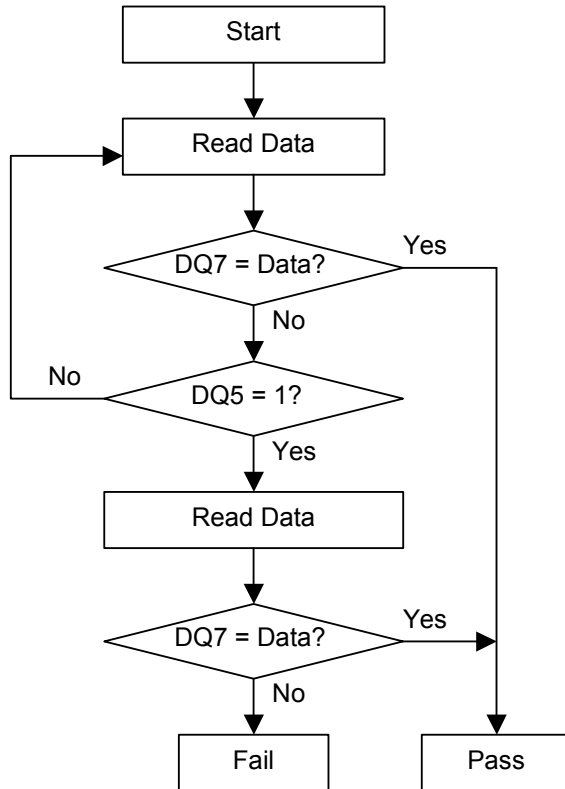 Start
Read Data
DQ7 = Data?
Yes
No
No
DQ5 = 1?
Yes
Read Data
DQ7 = Data?
Yes
No
Fail
Pass